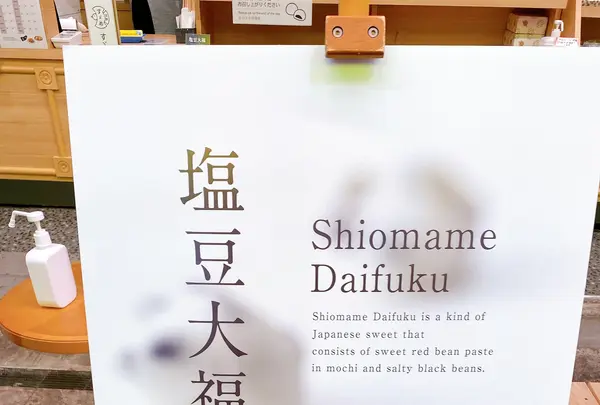 塩豆大福
Shiomame
Daifuku
Shiomame Daifuku is a kind of
Japanese sweet that
consists of sweet red bean paste
in mochi and salty black beans.